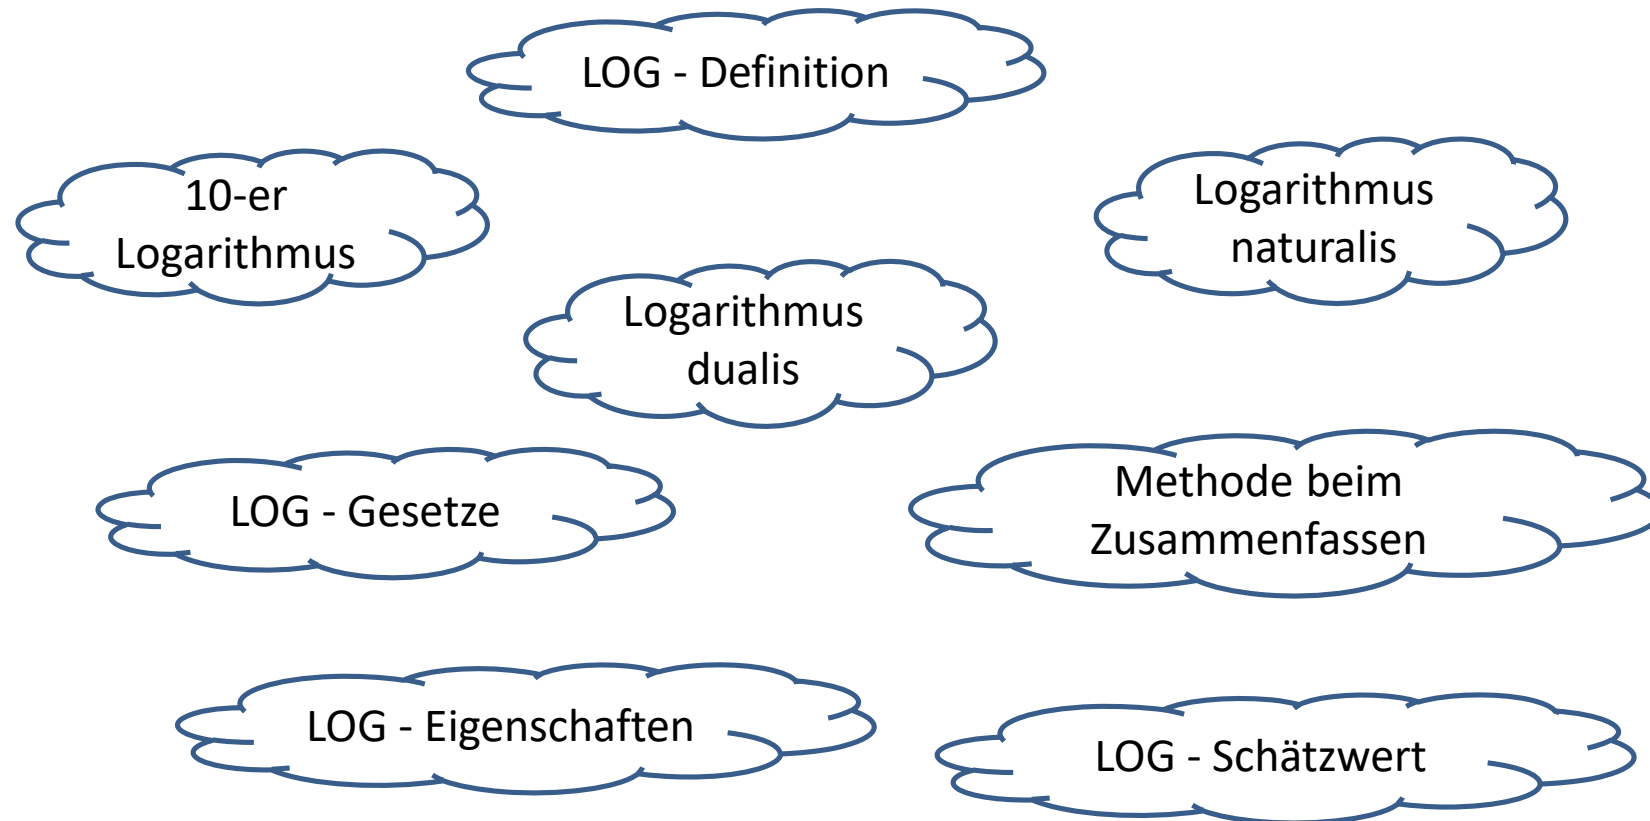 LOG - Definition
10-er
Logarithmus
Logarithmus
naturalis
Logarithmus
dualis
LOG - Gesetze
Methode beim
Zusammenfassen
LOG - Eigenschaften
LOG - Schätzwert